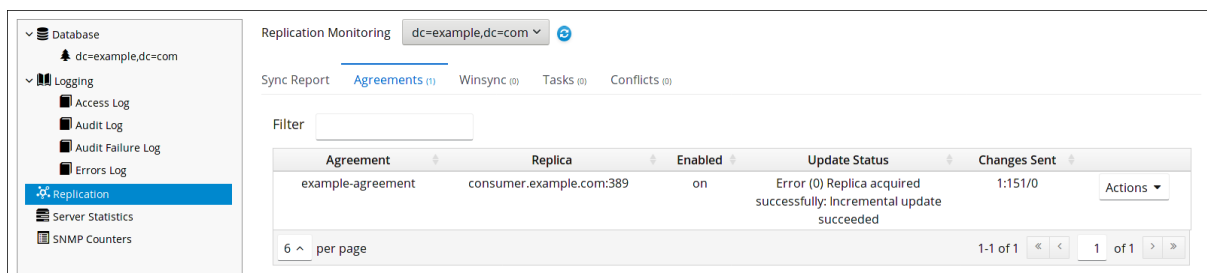 Database
dc=example,dc=com
Logging
Access Log
Audit Log
Audit Failure Log
Errors Log
Replication
Server Statistics
SNMP Counters
Replication Monitoring dc=example,dc=com
Sync Report Agreements (1) Winsync (0) Tasks (0) Conflicts (0)
Filter
Agreement Replica Enabled Update Status Changes Sent
example-agreement consumer.example.com:389 on Error (0) Replica acquired 1:151/0 Actions
successfully: Incremental update
succeeded
6 per page 1-1 of 1 « < 1 of 1 > »